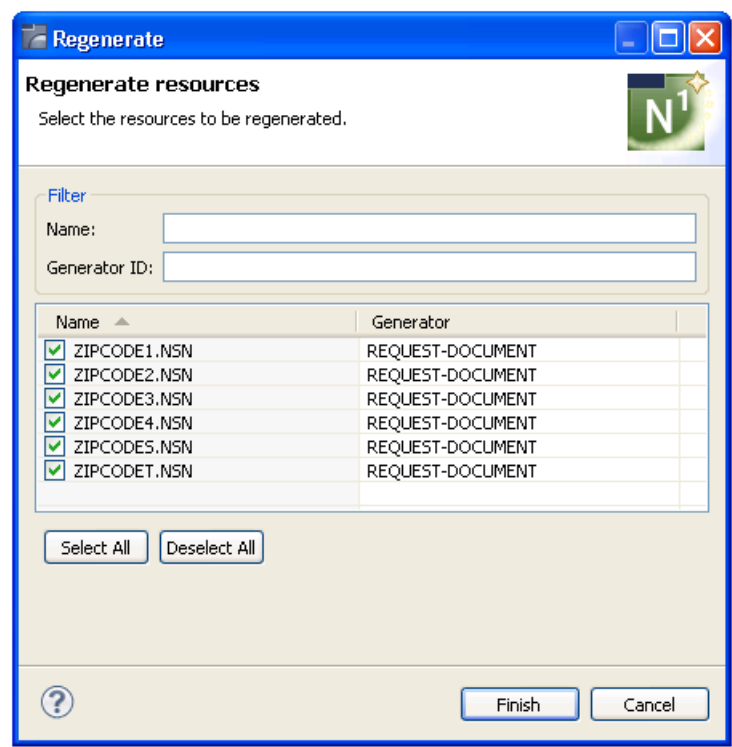 Regenerate
Regenerate resources
Select the resources to be regenerated.
N1
Filter
Name:
Generator ID:
Name Generator
ZIPCODE1.NSN REQUEST-DOCUMENT
ZIPCODE2.NSN REQUEST-DOCUMENT
ZIPCODE3.NSN REQUEST-DOCUMENT
ZIPCODE4.NSN REQUEST-DOCUMENT
ZIPCODES.NSN REQUEST-DOCUMENT
ZIPCODET.NSN REQUEST-DOCUMENT
Select All Deselect All
? Finish Cancel